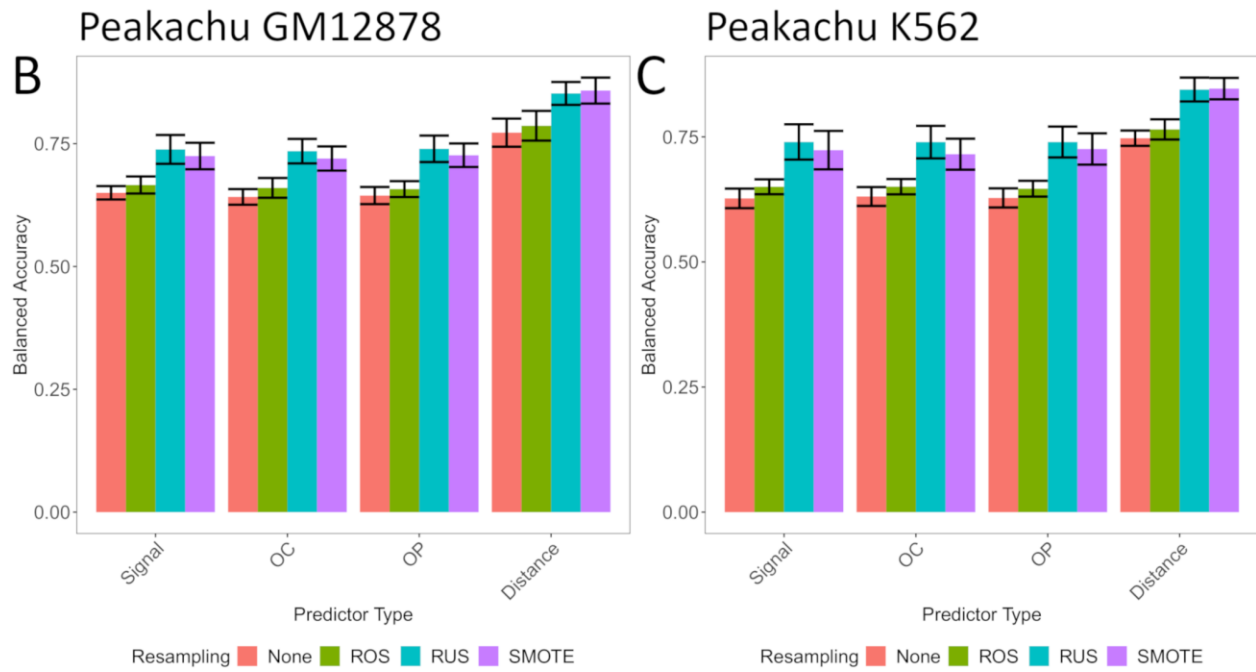 Peakachu GM12878
B
Balanced Accuracy
0.75
0.50
0.25
0.00
Signal
OC
OP
Distance
Predictor Type
Resampling None ROS RUS SMOTE
Peakachu K562
C
Balanced Accuracy
0.75
0.50
0.25
0.00
Signal
OC
OP
Distance
Predictor Type
Resampling None ROS RUS SMOTE